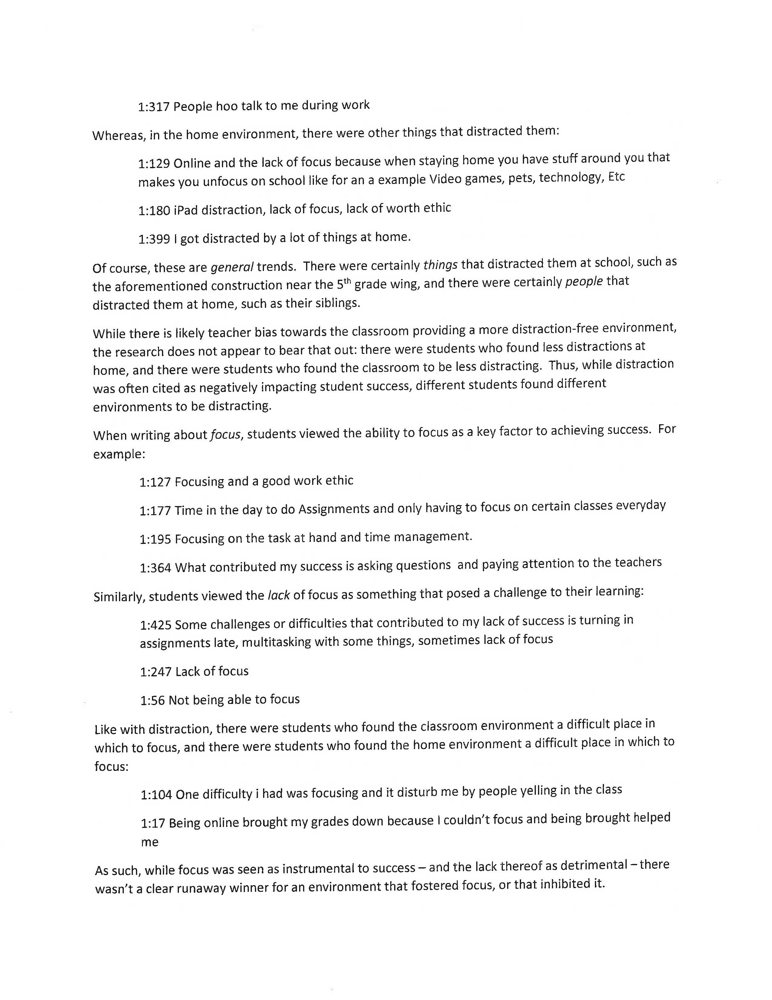 1:317 People hoo talk to me during work
Whereas, in the home environment, there were other things that distracted them:
1:129 Online and the lack of focus because when staying home you have stuff around you that
makes you unfocus on school like for an a example Video games, pets, technology, Etc
1:180 iPad distraction, lack of focus, lack of worth ethic
1:399 I got distracted by a lot of things at home.
Of course, these are general trends.  There were certainly things that distracted them at school, such as
the aforementioned construction near the 5th grade wing, and there were certainly people that
distracted them at home, such as their siblings.
While there is likely teacher bias towards the classroom providing a more distraction-free environment,
the research does not appear to bear that out: there were students who found less distractions at
home, and there were students who found the classroom to be less distracting.  Thus, while distraction
was often cited as negatively impacting student success, different students found different
environments to be distracting.
When writing about focus, students viewed the ability to focus as a key factor to achieving success.  For
example:
1:127 Focusing and a good work ethic
1:177 Time in the day to do Assignments and only having to focus on certain classes everyday
1:195 Focusing on the task at hand and time management.
1:364 What contributed my success is asking questions  and paying attention to the teachers
Similarly, students viewed the lack of focus as something that posed a challenge to their learning:
1:425 Some challenges or difficulties that contributed to my lack of success is turning in
assignments late, multitasking with some things, sometimes lack of focus
1:247 Lack of focus
1:56 Not being able to focus
Like with distraction, there were students who found the classroom environment a difficult place in
which to focus, and there were students who found the home environment a difficult place in which to
focus:
1:104 One difficulty i had was focusing and it disturb me by people yelling in the class
1:17 Being online brought my grades down because I couldn't focus and being brought helped
me
As such, while focus was seen as instrumental to success – and the lack thereof as detrimental – there
wasn't a clear runaway winner for an environment that fostered focus, or that inhibited it.